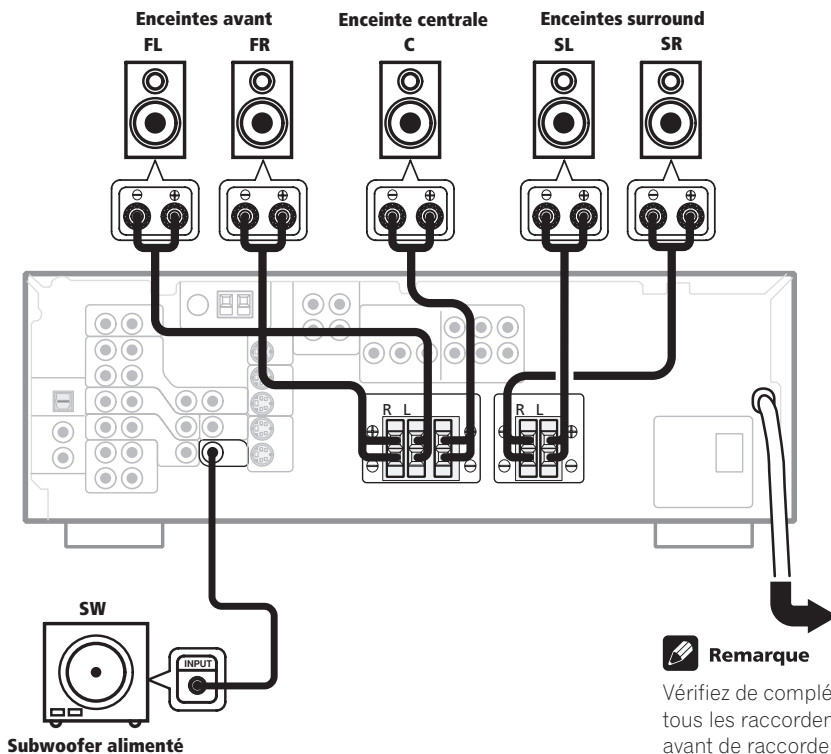 Enceintes avant
Enceinte centrale
Enceintes surround
FL
FR
C
SL
SR
R L
R L
SW
INPUT
Subwoofer alimenté
Remarque
Vérifiez de complé
tous les raccorder
avant de raccorde